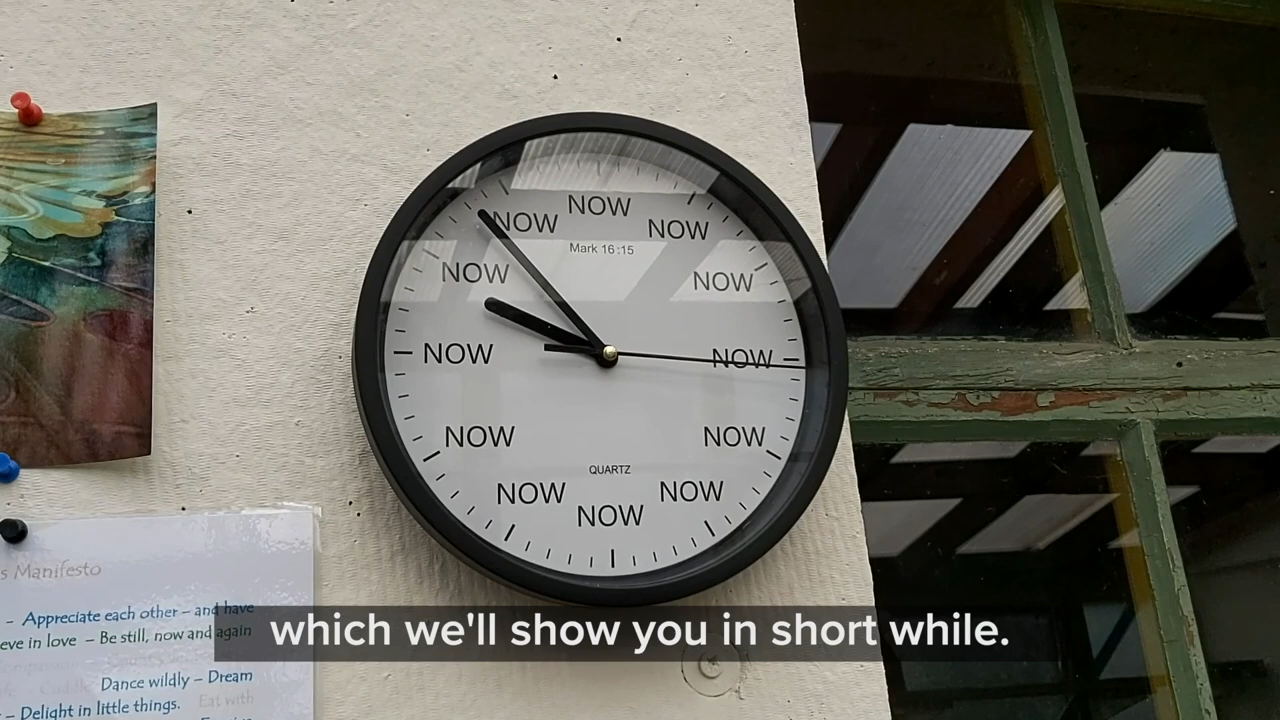 NOW
NOW
NOW
NOW
NOW
NOW
NOW
NOW
NOW
NOW
NOW
NOW
Mark 16:15
QUARTZ
s Manifesto
– Appreciate each other – and have
eve in love – Be still, now and again
Dance wildly – Dream
– Delight in little things. Eat with
which we'll show you in short while.